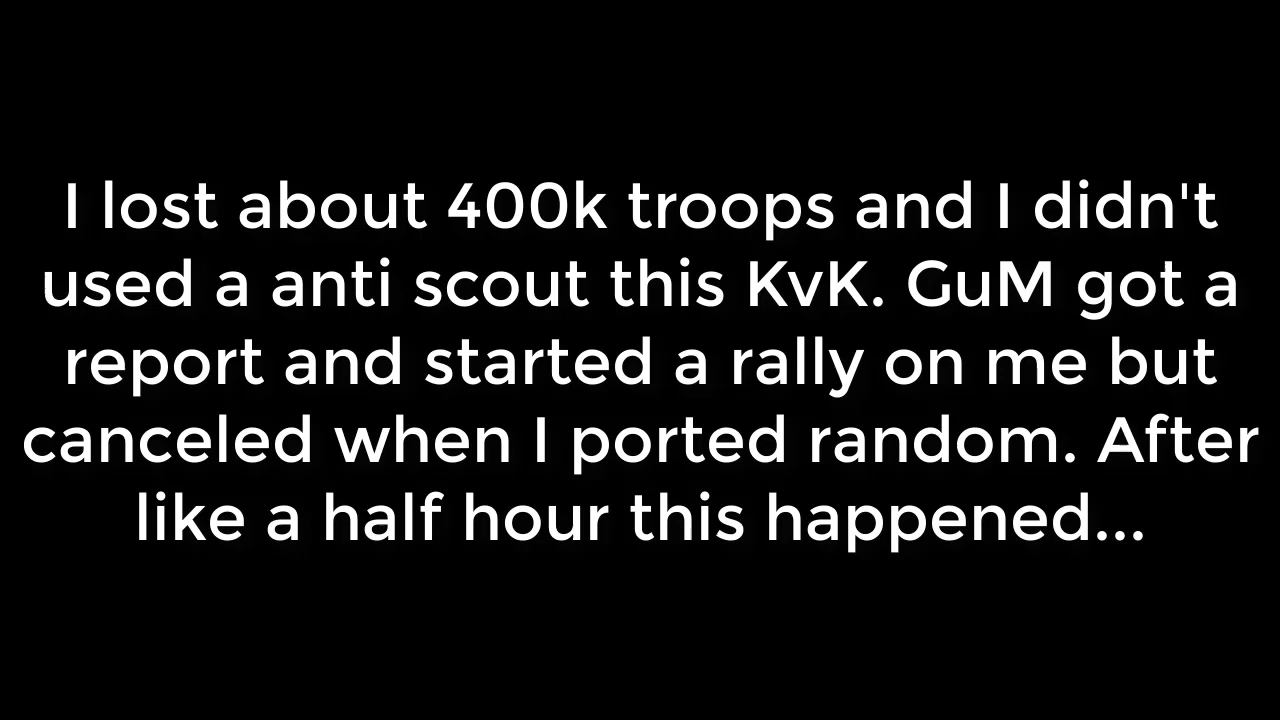 I lost about 400k troops and I didn't
used a anti scout this KvK. GuM got a
report and started a rally on me but
canceled when I ported random. After
like a half hour this happened...